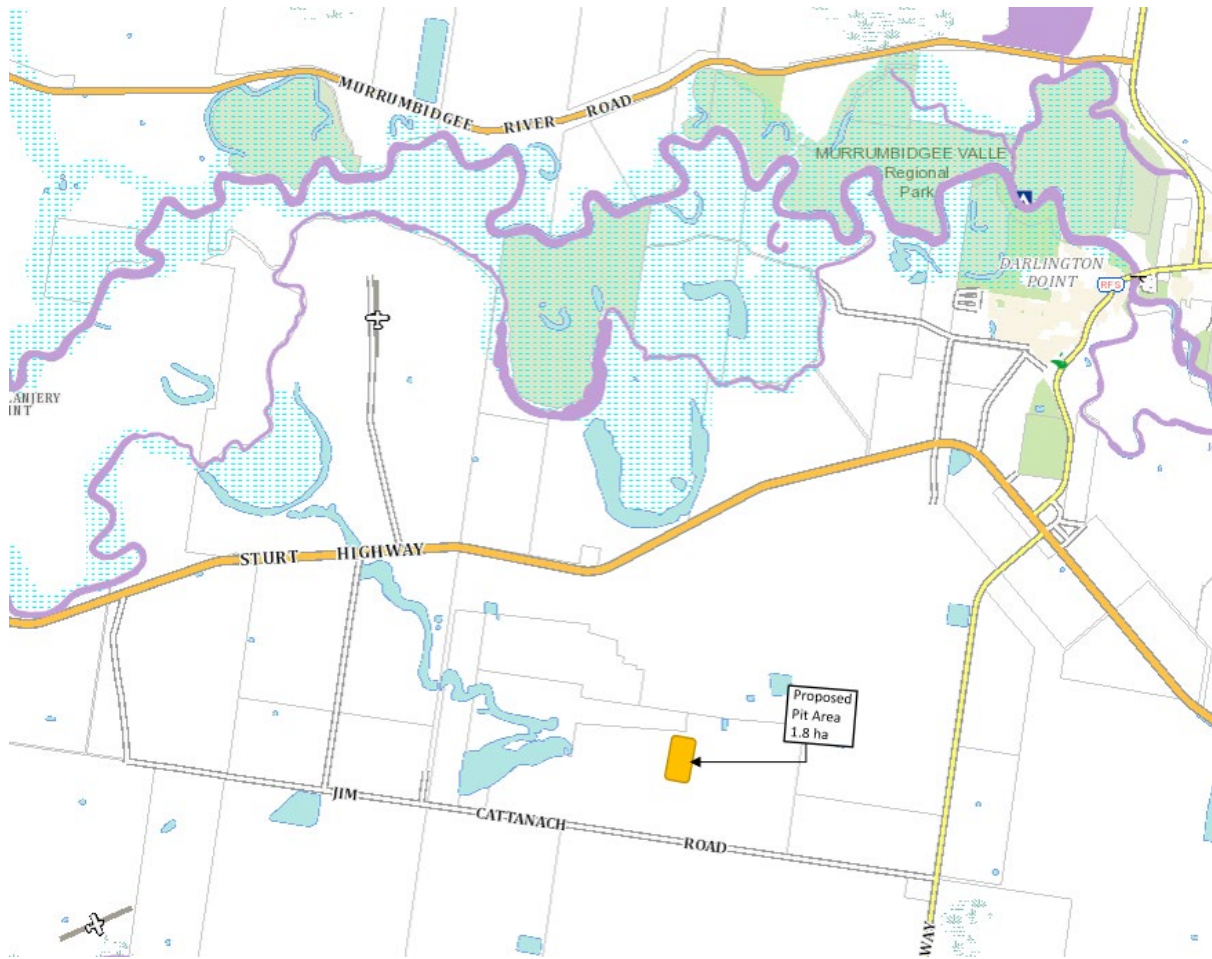 MURRUMBIDGEE RIVER ROAD
MURRUMBIDGEE VALLE
Regional
Park
DARLINGTON
POINT
RFS
ANJERY
INT
STURT HIGHWAY
Proposed
Pit Area
1.8 ha
JIM CATTANACH ROAD
WAY